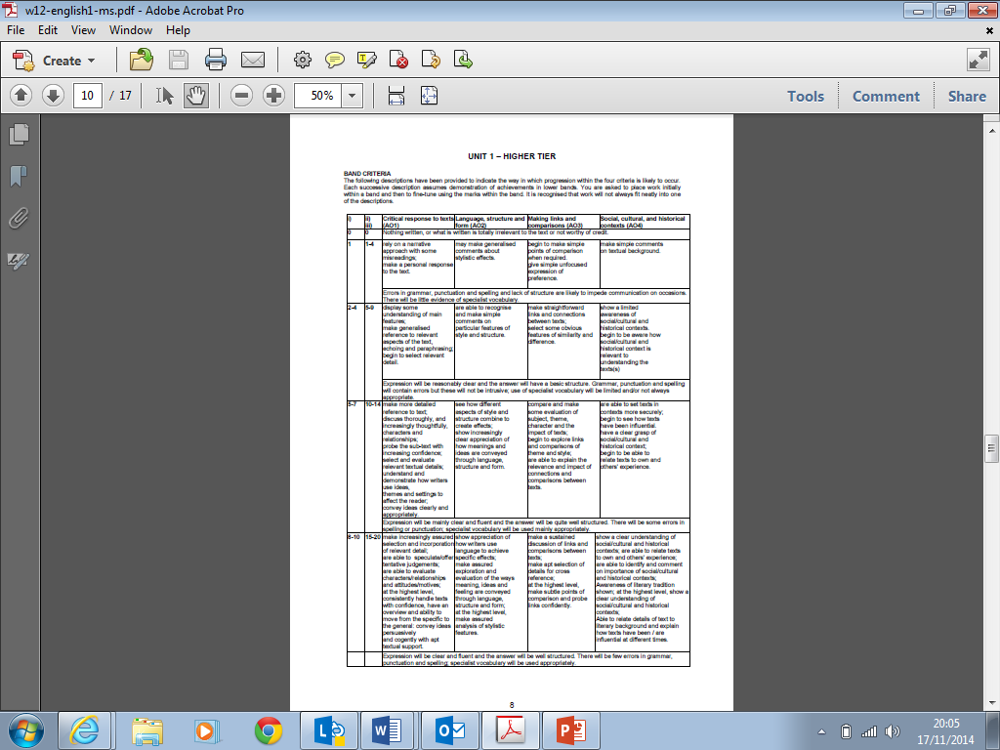 w12-english1-ms.pdf - Adobe Acrobat Pro
File Edit View Window Help
Create
10 / 17
50%
Tools Comment Share
UNIT 1 – HIGHER TIER
BAND CRITERIA
The following descriptions have been provided to indicate the way in which progression within the four criteria is likely to occur.
Each successive description assumes demonstration of achievements in lower bands. You are asked to place work initially
within a band and then to fine-tune using the marks within the band. It is recognised that work will not always fit neatly into one
of the descriptions.
i)
ii)
iii)
Critical response to texts
(AO1)
Language, structure and
form (AO2)
Making links and
comparisons (AO3)
Social, cultural, and historical
contexts (AO4)
0
0
Nothing written, or what is written is totally irrelevant to the text or not worthy of credit.
1
1-4
rely on a narrative
approach with some
misreadings;
make a personal response
to the text.
may make generalised
comments about
stylistic effects.
begin to make simple
points of comparison
when required.
give simple unfocused
expression of
preference.
make simple comments
on textual background.
Errors in grammar, punctuation and spelling and lack of structure are likely to impede communication on occasions.
There will be little evidence of specialist vocabulary.
2-4
5-9
display some
understanding of main
features;
make generalised
reference to relevant
aspects of the text,
echoing and paraphrasing;
begin to select relevant
detail.
are able to recognise
and make simple
comments on
particular features of
style and structure.
make straightforward
links and connections
between texts;
select some obvious
features of similarity and
difference.
show a limited
awareness of
social/cultural and
historical contexts.
begin to be aware how
social/cultural and
historical context is
relevant to
understanding the
texts(s)
Expression will be reasonably clear and the answer will have a basic structure. Grammar, punctuation and spelling
will contain errors but these will not be intrusive; use of specialist vocabulary will be limited and/or not always
appropriate.
5-7
10-14
make more detailed
reference to text;
discuss thoroughly, and
increasingly thoughtfully,
characters and
relationships;
probe the sub-text with
increasing confidence;
select and evaluate
relevant textual details;
understand and
demonstrate how writers
use ideas,
themes and settings to
affect the reader;
convey ideas clearly and
appropriately.
see how different
aspects of style and
structure combine to
create effects;
show increasingly
clear appreciation of
how meanings and
ideas are conveyed
through language,
structure and form.
compare and make
some evaluation of
subject, theme,
character and the
impact of texts;
begin to explore links
and comparisons of
theme and style;
are able to explain the
relevance and impact of
connections and
comparisons between
texts.
are able to set texts in
contexts more securely;
begin to see how texts
have been influential.
have a clear grasp of
social/cultural and
historical context;
begin to be able to
relate texts to own and
others' experience.
Expression will be mainly clear and fluent and the answer will be quite well structured. There will be some errors in
spelling or punctuation; specialist vocabulary will be used mainly appropriately.
8-10
15-20
make increasingly assured
selection and incorporation
of relevant detail;
are able to speculate/offer
tentative judgements;
are able to evaluate
characters/relationships
and attitudes/motives;
at the highest level,
consistently handle texts
with confidence, have an
overview and ability to
move from the specific to
the general: convey ideas
persuasively
and cogently with apt
textual support.
show appreciation of
how writers use
language to achieve
specific effects;
make assured
exploration and
evaluation of the ways
meaning, ideas and
feeling are conveyed
through language,
structure and form;
at the highest level,
make assured
analysis of stylistic
features.
make a sustained
discussion of links and
comparisons between
texts;
make apt selection of
details for cross
reference;
at the highest level,
make subtle points of
comparison and probe
links confidently.
show a clear understanding of
social/cultural and historical
contexts; are able to relate texts
to own and others' experience;
are able to identify and comment
on importance of social/cultural
and historical contexts;
Awareness of literary tradition
shown; at the highest level, show a
clear understanding of
social/cultural and historical
contexts;
Able to relate details of text to
literary background and explain
how texts have been / are
influential at different times.
Expression will be clear and fluent and the answer will be well structured. There will be few errors in grammar,
punctuation and spelling; specialist vocabulary will be used appropriately.
8
20:05
17/11/2014